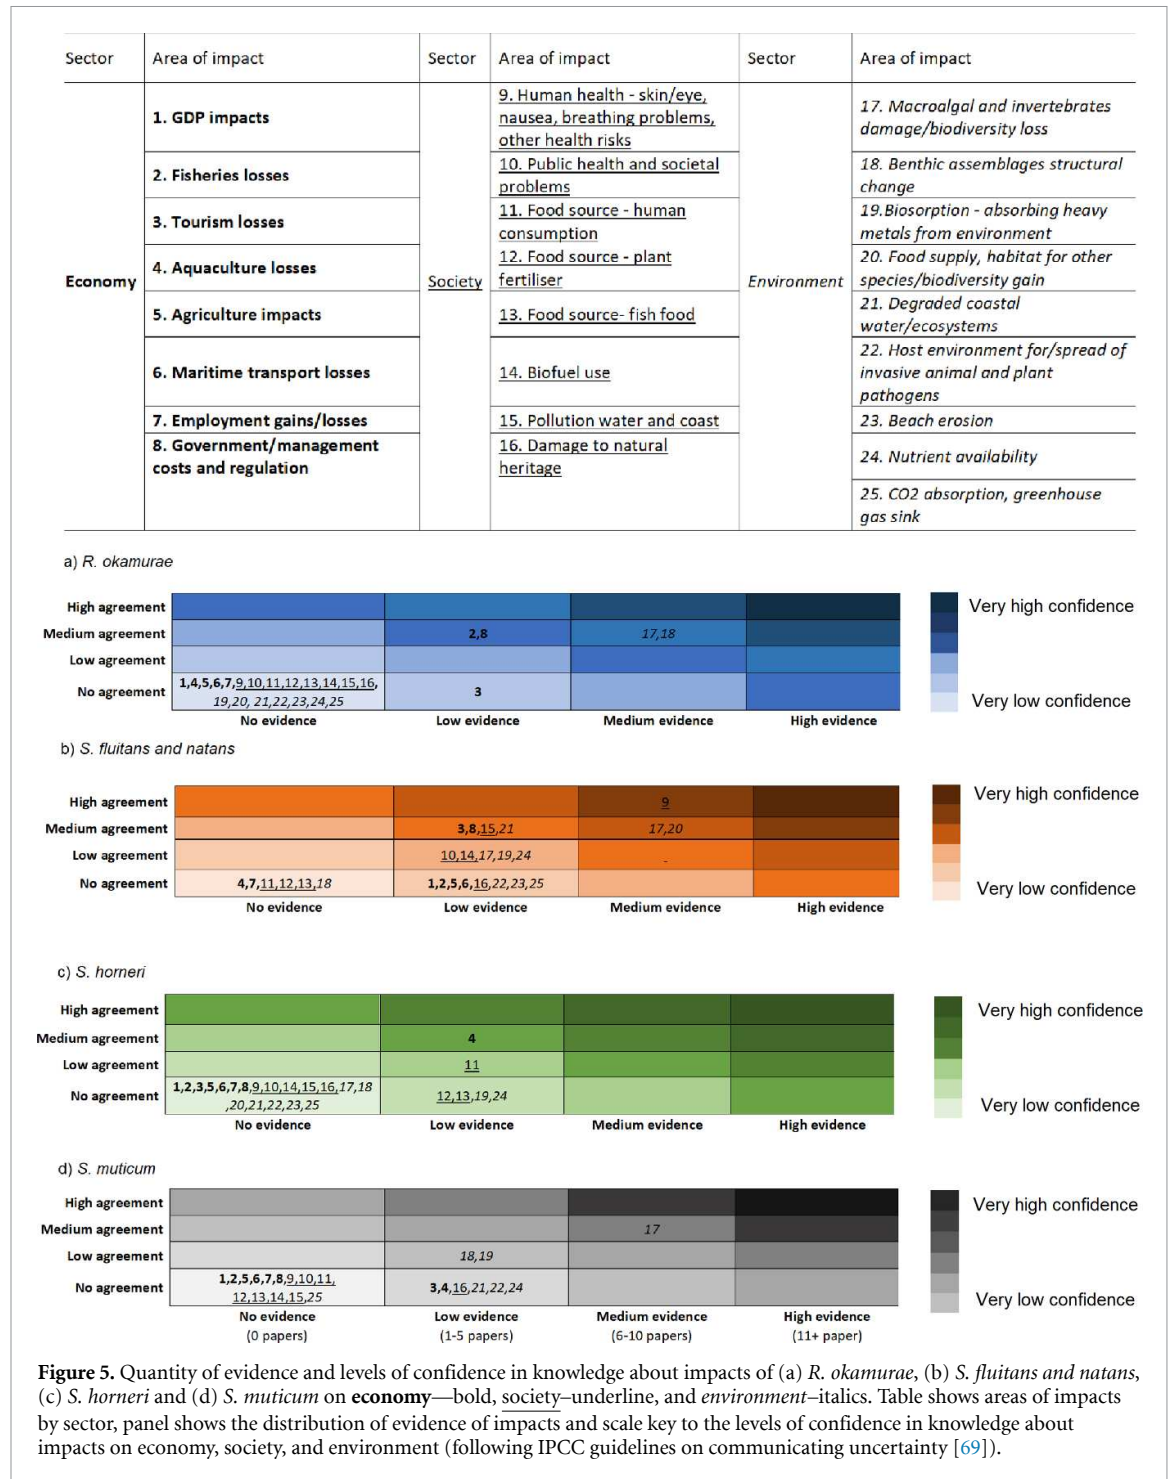 Sector Area of impact Sector Area of impact Sector Area of impact
Economy
1. GDP impacts
2. Fisheries losses
3. Tourism losses
4. Aquaculture losses
5. Agriculture impacts
6. Maritime transport losses
7. Employment gains/losses
8. Government/management
costs and regulation
Society
9. Human health - skin/eye,
nausea, breathing problems,
other health risks
10. Public health and societal
problems
11. Food source - human
consumption
12. Food source - plant
fertiliser
13. Food source- fish food
14. Biofuel use
15. Pollution water and coast
16. Damage to natural
heritage
Environment
17. Macroalgal and invertebrates
damage/biodiversity loss
18. Benthic assemblages structural
change
19.Biosorption - absorbing heavy
metals from environment
20. Food supply, habitat for other
species/biodiversity gain
21. Degraded coastal
water/ecosystems
22. Host environment for/spread of
invasive animal and plant
pathogens
23. Beach erosion
24. Nutrient availability
25. CO2 absorption, greenhouse
gas sink
a) R. okamurae
High agreement
Medium agreement 2,8 17,18
Low agreement
No agreement
1,4,5,6,7,9,10,11,12,13,14,15,16,
19,20, 21,22,23,24,25
3
No evidence Low evidence Medium evidence High evidence
Very high confidence
Very low confidence
b) S. fluitans and natans
High agreement 9
Medium agreement 3,8,15,21 17,20
Low agreement 10,14,17,19,24 -
No agreement 4,7,11,12,13,18 1,2,5,6,16,22,23,25
No evidence Low evidence Medium evidence High evidence
Very high confidence
Very low confidence
c) S. horneri
High agreement
Medium agreement 4
Low agreement 11
No agreement
1,2,3,5,6,7,8,9,10,14,15,16,17,18
,20,21,22,23,25
12,13,19,24
No evidence Low evidence Medium evidence High evidence
Very high confidence
Very low confidence
d) S. muticum
High agreement
Medium agreement 17
Low agreement 18,19
No agreement
1,2,5,6,7,8,9,10,11,
12,13,14,15,25
3,4,16,21,22,24
No evidence Low evidence Medium evidence High evidence
(0 papers) (1-5 papers) (6-10 papers) (11+ paper)
Very high confidence
Very low confidence
Figure 5. Quantity of evidence and levels of confidence in knowledge about impacts of (a) R. okamurae, (b) S. fluitans and natans,
(c) S. horneri and (d) S. muticum on economy—bold, society–underline, and environment–italics. Table shows areas of impacts
by sector, panel shows the distribution of evidence of impacts and scale key to the levels of confidence in knowledge about
impacts on economy, society, and environment (following IPCC guidelines on communicating uncertainty [69]).